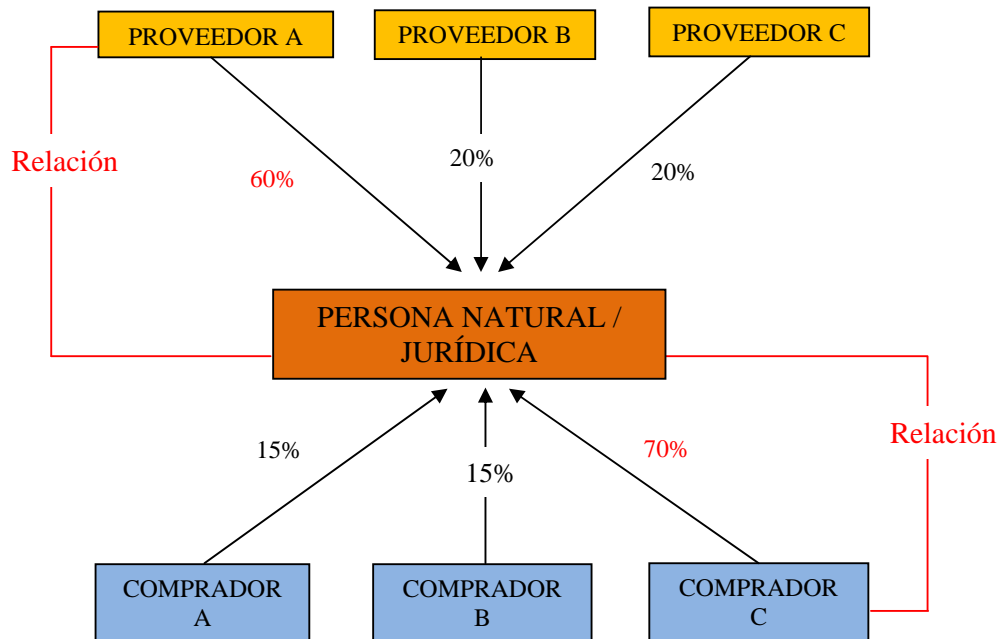 PROVEEDOR A
PROVEEDOR B
PROVEEDOR C
Relación
60%
20%
20%
PERSONA NATURAL /
JURÍDICA
15%
15%
70%
Relación
COMPRADOR
A
COMPRADOR
B
COMPRADOR
C